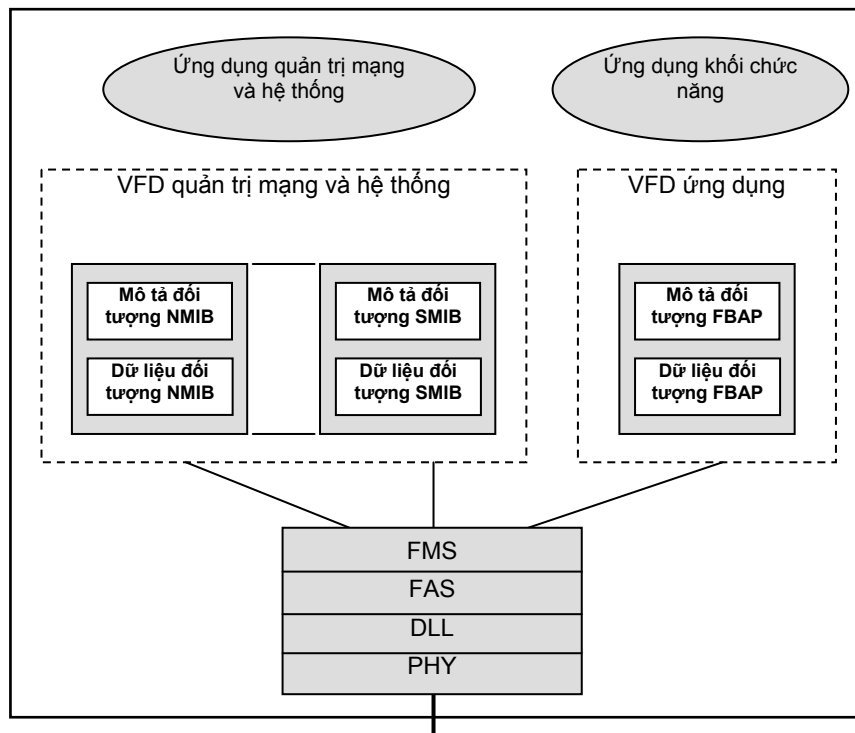 Ứng dụng quản trị mạng
và hệ thống
Ứng dụng khối chức
năng
VFD quản trị mạng và hệ thống
VFD ứng dụng
Mô tả đối
tượng NMIB
Dữ liệu đối
tượng NMIB
Mô tả đối
tượng SMIB
Dữ liệu đối
tượng SMIB
Mô tả đối
tượng FBAP
Dữ liệu đối
tượng FBAP
FMS
FAS
DLL
PHY